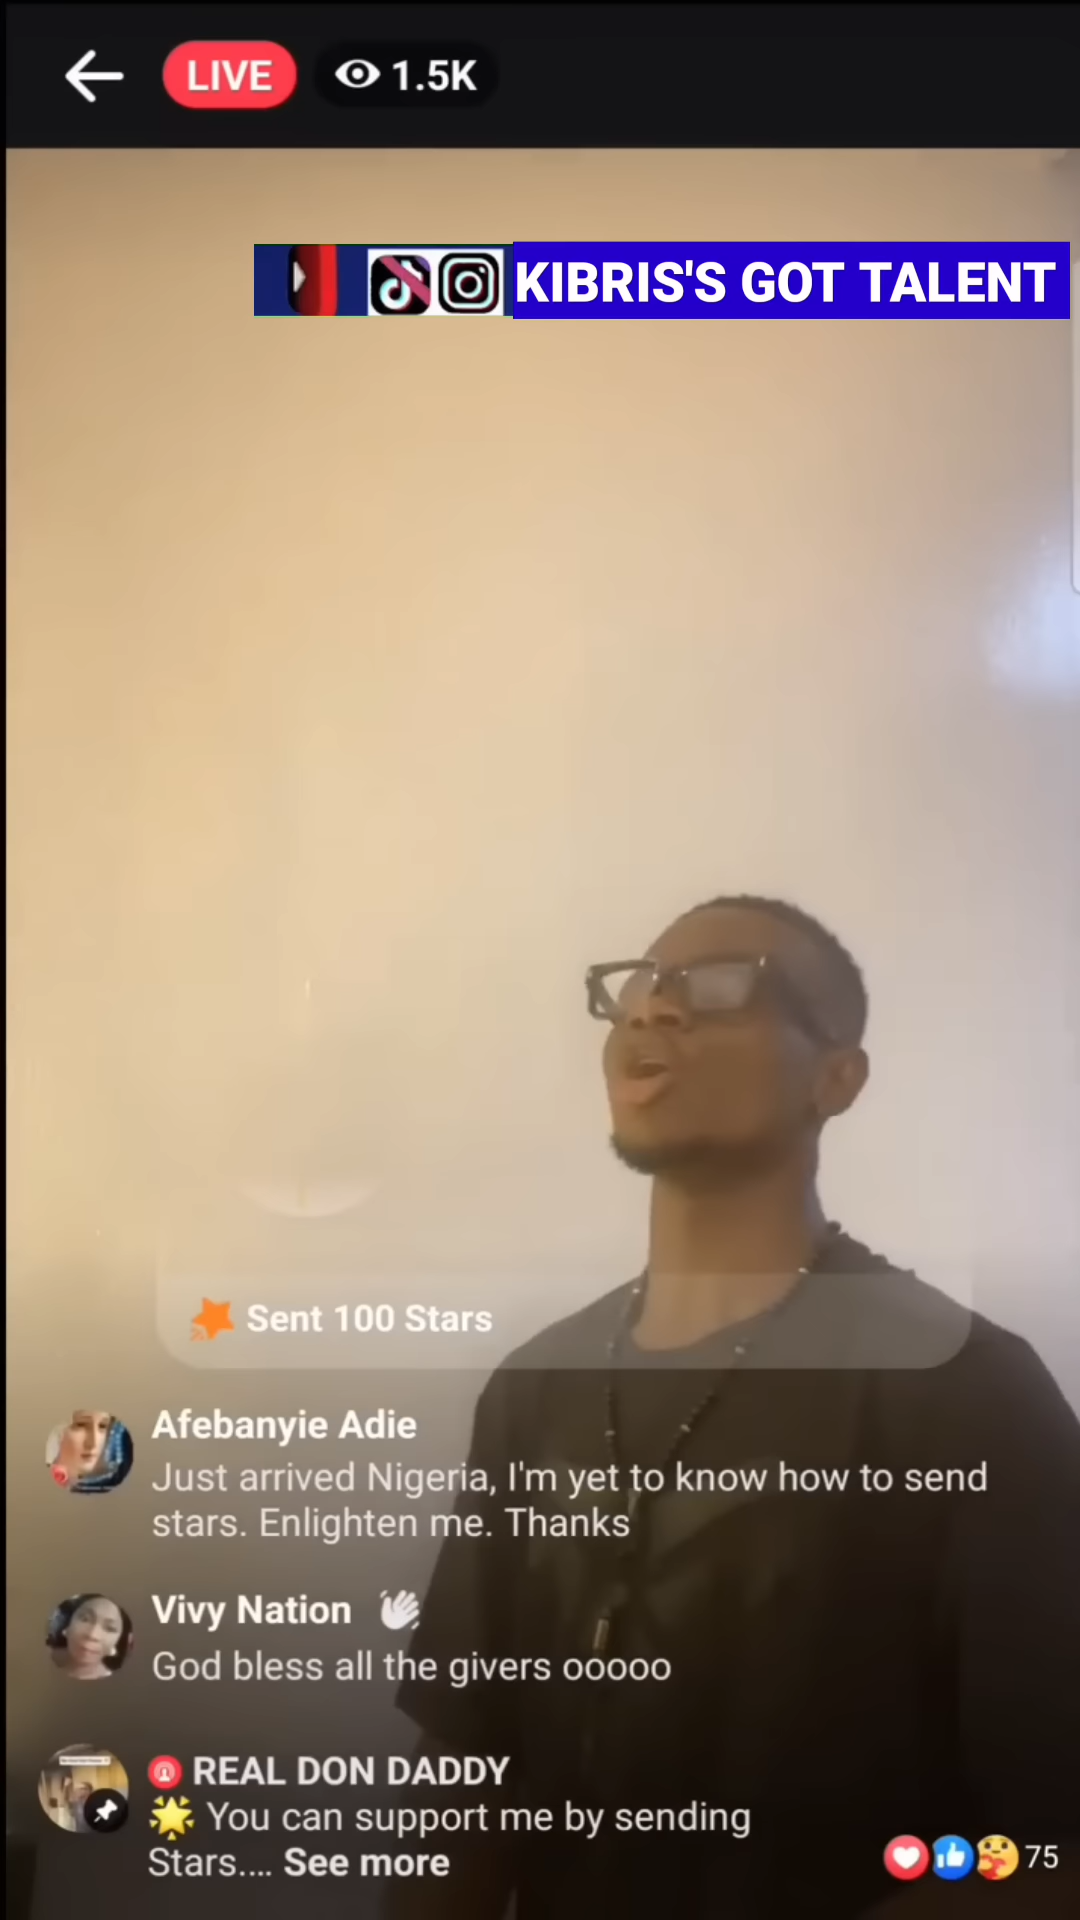 LIVE 1.5K
KIBRIS'S GOT TALENT
Sent 100 Stars
Afebanyie Adie
Just arrived Nigeria, I'm yet to know how to send
stars. Enlighten me. Thanks
Vivy Nation 👋
God bless all the givers ooooo
REAL DON DADDY
🌟 You can support me by sending
Stars.... See more
75